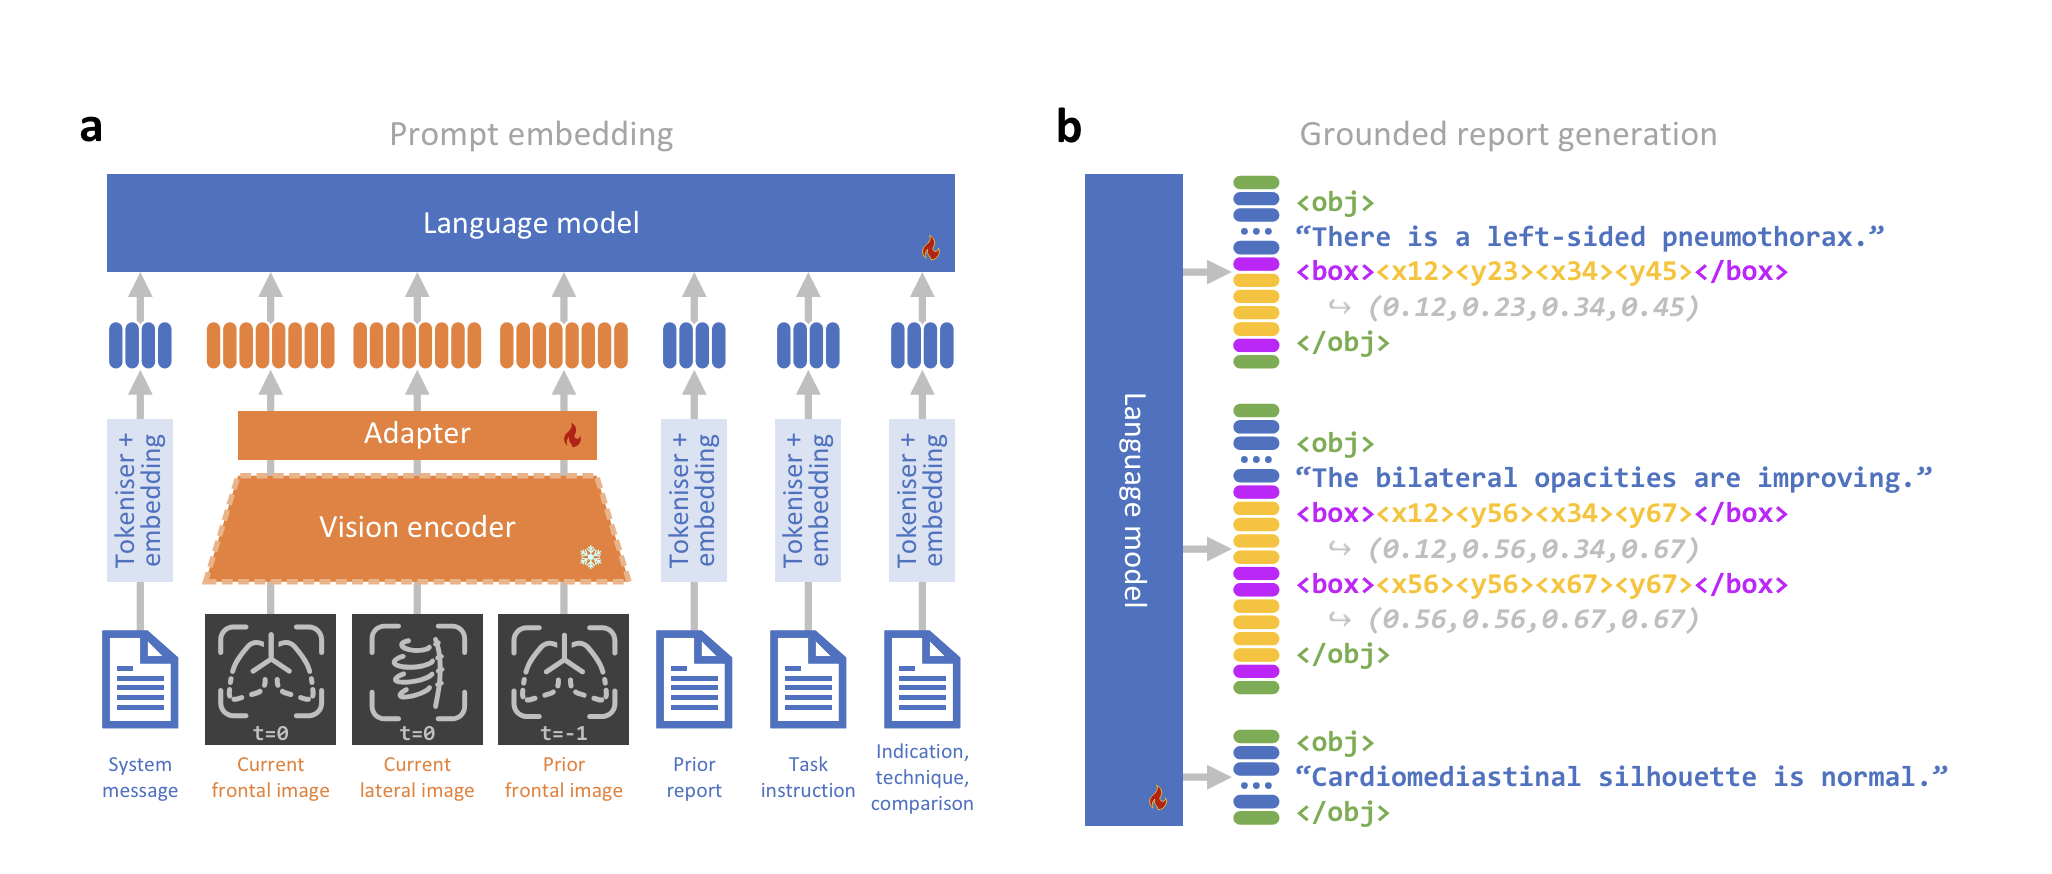 a
Prompt embedding
Language model
Tokeniser +
embedding
Adapter
Vision encoder
Tokeniser +
embedding
Tokeniser +
embedding
Tokeniser +
embedding
t=0
t=0
t=-1
System
message
Current
frontal image
Current
lateral image
Prior
frontal image
Prior
report
Task
instruction
Indication,
technique,
comparison
b
Grounded report generation
Language model
<obj>
“There is a left-sided pneumothorax.”
<box><x12><y23><x34><y45></box>
↪ (0.12,0.23,0.34,0.45)
</obj>
<obj>
“The bilateral opacities are improving.”
<box><x12><y56><x34><y67></box>
↪ (0.12,0.56,0.34,0.67)
<box><x56><y56><x67><y67></box>
↪ (0.56,0.56,0.67,0.67)
</obj>
<obj>
“Cardiomediastinal silhouette is normal.”
</obj>